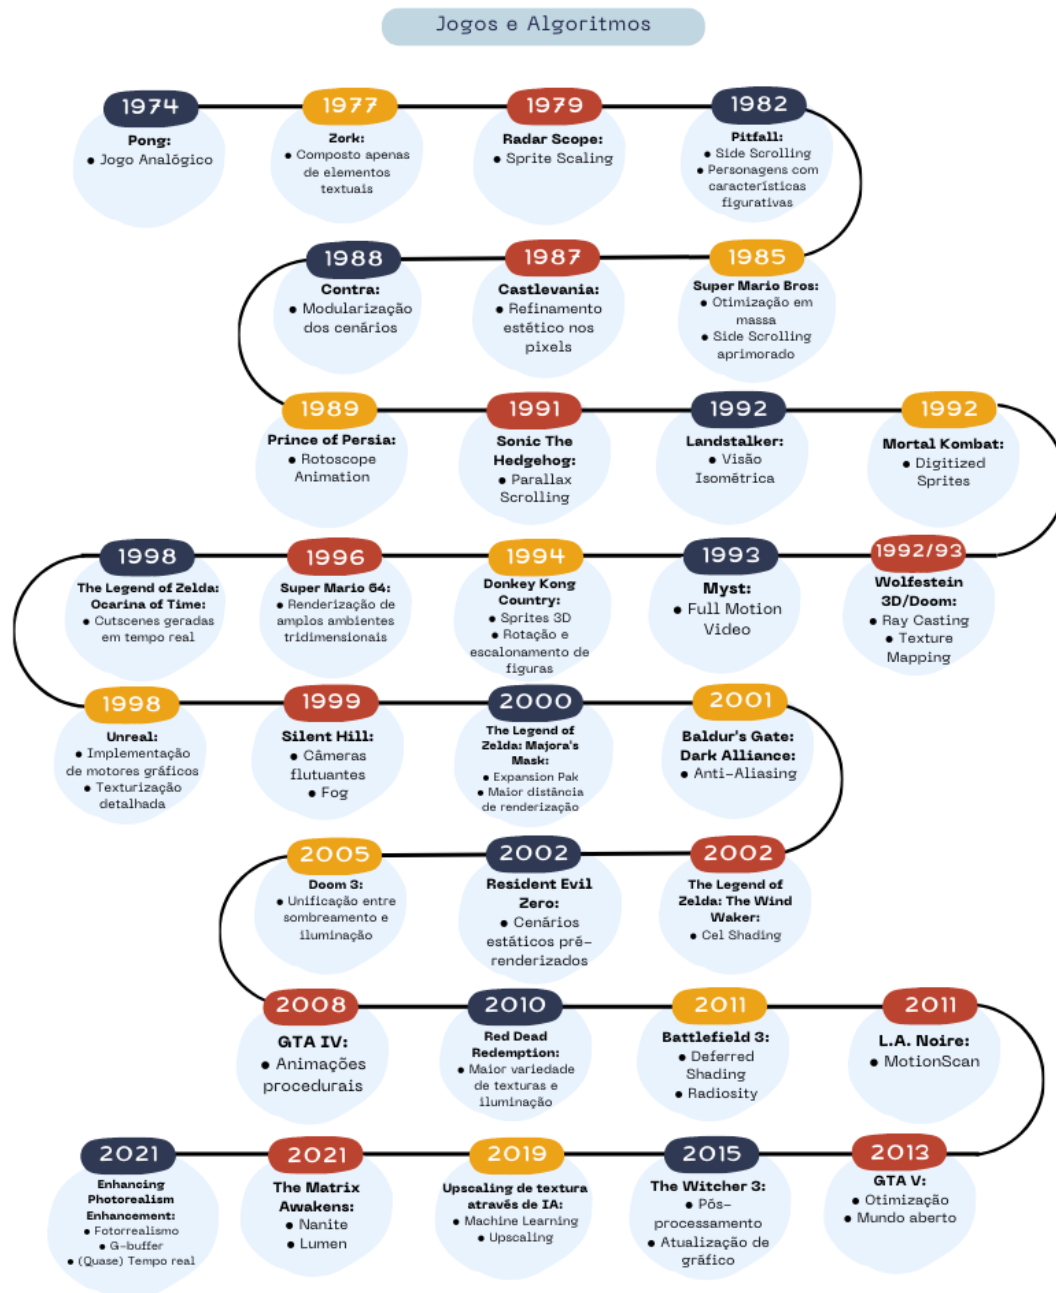 Jogos e Algoritmos
1974
Pong:
• Jogo Analógico
1977
Zork:
• Composto apenas
de elementos
textuais
1979
Radar Scope:
• Sprite Scaling
1982
Pitfall:
• Side Scrolling
• Personagens com
características
figurativas
1985
Super Mario Bros:
• Otimização em
massa
• Side Scrolling
aprimorado
1987
Castlevania:
• Refinamento
estético nos
pixels
1988
Contra:
• Modularização
dos cenários
1989
Prince of Persia:
• Rotoscope
Animation
1991
Sonic The
Hedgehog:
• Parallax
Scrolling
1992
Landstalker:
• Visão
Isométrica
1992
Mortal Kombat:
• Digitized
Sprites
1992/93
Wolfestein
3D/Doom:
• Ray Casting
• Texture
Mapping
1993
Myst:
• Full Motion
Video
1994
Donkey Kong
Country:
• Sprites 3D
• Rotação e
escalonamento de
figuras
1996
Super Mario 64:
• Renderização de
amplos ambientes
tridimensionais
1998
The Legend of Zelda:
Ocarina of Time:
• Cutscenes geradas
em tempo real
1998
Unreal:
• Implementação
de motores gráficos
• Texturização
detalhada
1999
Silent Hill:
• Câmeras
flutuantes
• Fog
2000
The Legend of
Zelda: Majora's
Mask:
• Expansion Pak
• Maior distância
de renderização
2001
Baldur's Gate:
Dark Alliance:
• Anti-Aliasing
2002
The Legend of
Zelda: The Wind
Waker:
• Cel Shading
2002
Resident Evil
Zero:
• Cenários
estáticos pré-
renderizados
2005
Doom 3:
• Unificação entre
sombreamento e
iluminação
2008
GTA IV:
• Animações
procedurais
2010
Red Dead
Redemption:
• Maior variedade
de texturas e
iluminação
2011
Battlefield 3:
• Deferred
Shading
• Radiosity
2011
L.A. Noire:
• MotionScan
2013
GTA V:
• Otimização
• Mundo aberto
2015
The Witcher 3:
• Pós-
processamento
• Atualização de
gráfico
2019
Upscaling de textura
através de IA:
• Machine Learning
• Upscaling
2021
The Matrix
Awakens:
• Nanite
• Lumen
2021
Enhancing
Photorealism
Enhancement:
• Fotorrealismo
• G-buffer
• (Quase) Tempo real